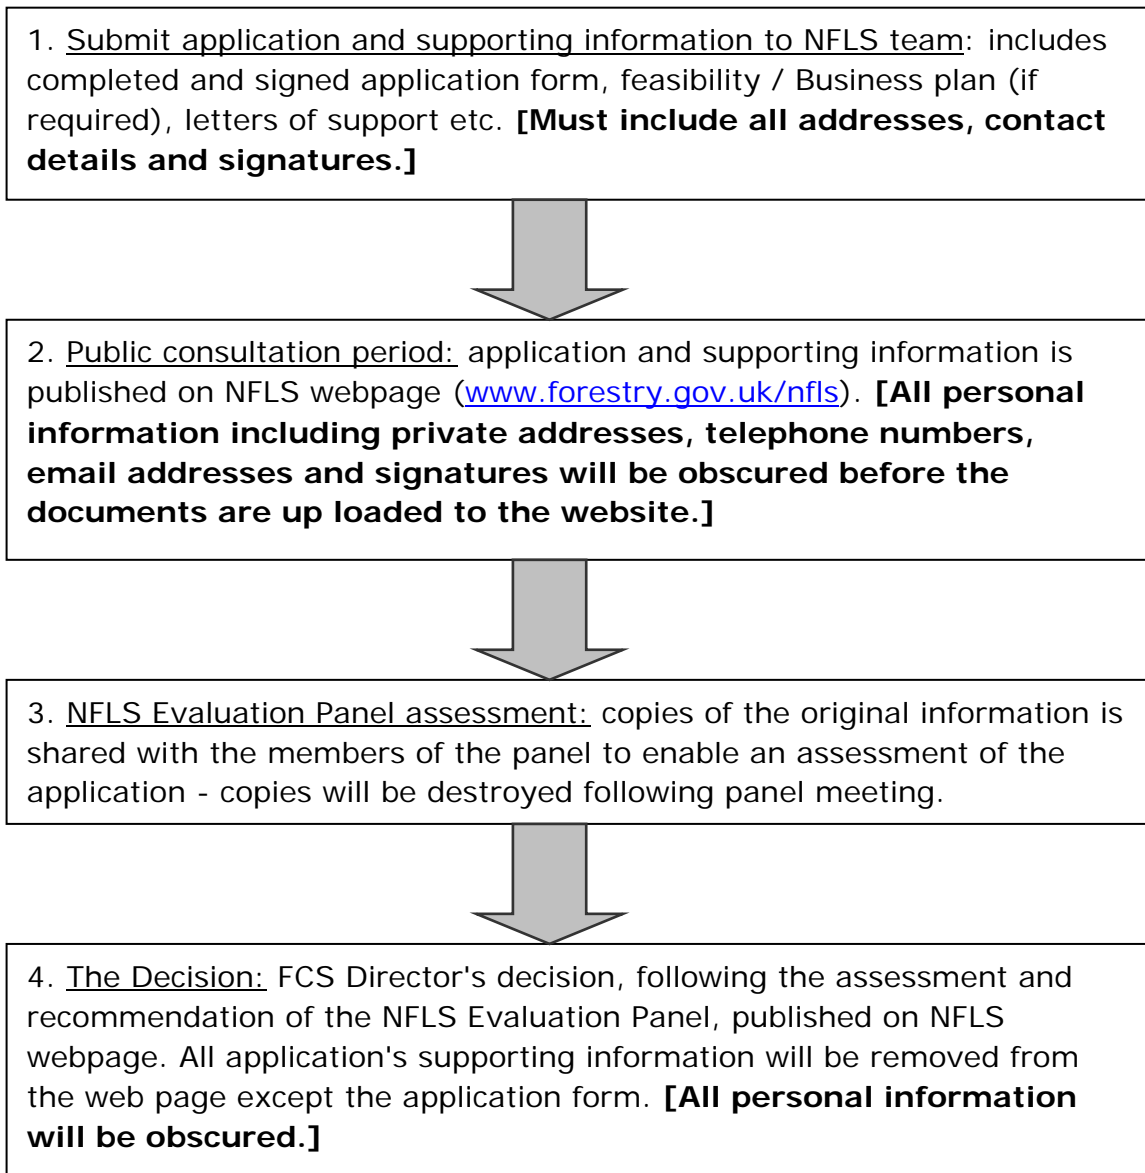 1. Submit application and supporting information to NFLS team: includes
completed and signed application form, feasibility / Business plan (if
required), letters of support etc. [Must include all addresses, contact
details and signatures.]
2. Public consultation period: application and supporting information is
published on NFLS webpage (www.forestry.gov.uk/nfls). [All personal
information including private addresses, telephone numbers,
email addresses and signatures will be obscured before the
documents are up loaded to the website.]
3. NFLS Evaluation Panel assessment: copies of the original information is
shared with the members of the panel to enable an assessment of the
application - copies will be destroyed following panel meeting.
4. The Decision: FCS Director's decision, following the assessment and
recommendation of the NFLS Evaluation Panel, published on NFLS
webpage. All application's supporting information will be removed from
the web page except the application form. [All personal information
will be obscured.]